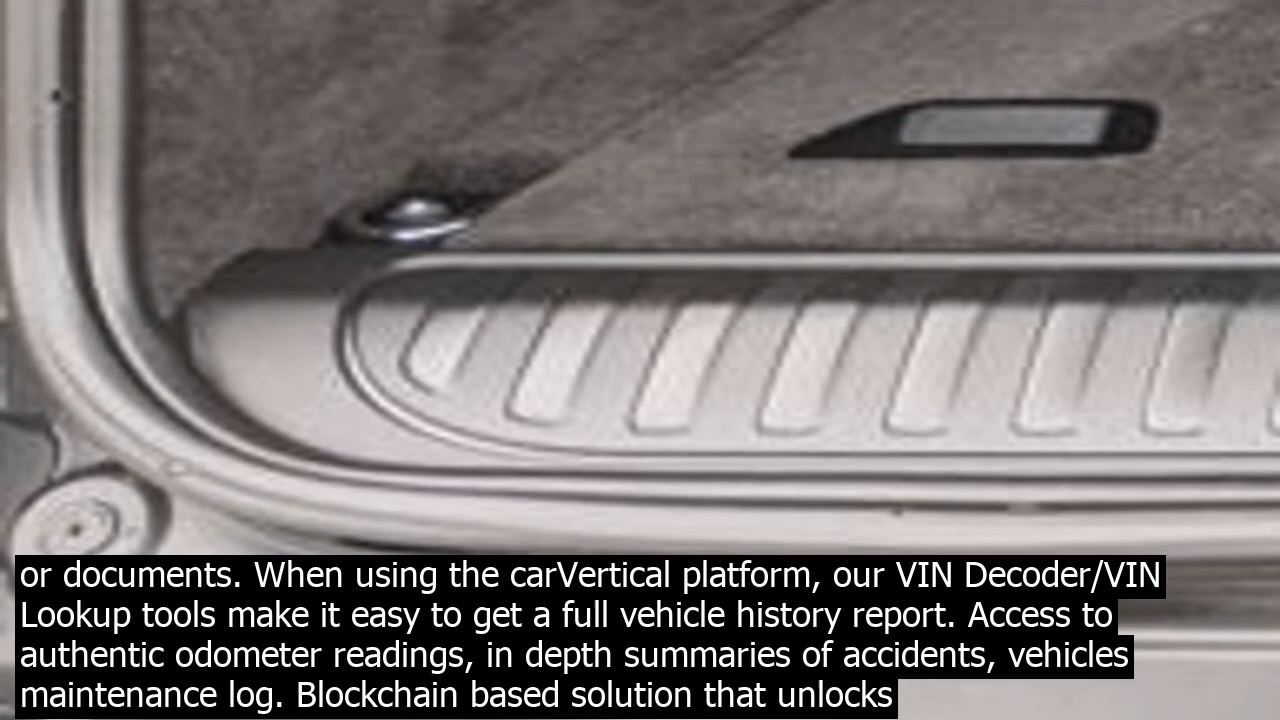 or documents. When using the carVertical platform, our VIN Decoder/VIN
Lookup tools make it easy to get a full vehicle history report. Access to
authentic odometer readings, in depth summaries of accidents, vehicles
maintenance log. Blockchain based solution that unlocks